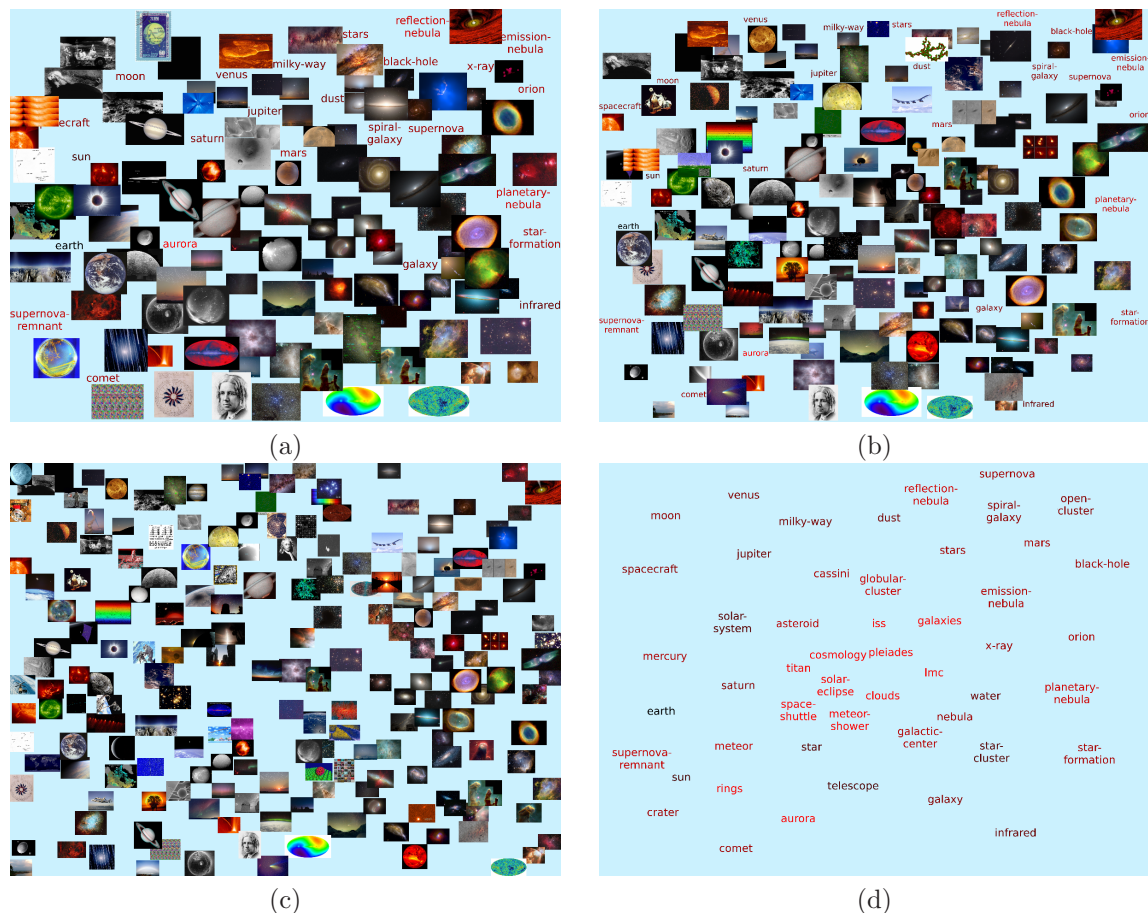 reflection-
nebula
stars
emission-
nebula
black-hole
milky-way
x-ray
moon
venus
orion
dust
jupiter
ecraft
spiral-
galaxy
supernova
saturn
sun
mars
planetary-
nebula
star-
formation
earth
aurora
galaxy
infrared
supernova-
remnant
comet
(a)
reflection-
nebula
venus
milky-way
stars
black-hole
dust
emission-
nebula
spiral-
galaxy
moon
jupiter
supernova
spacecraft
orion
mars
saturn
sun
planetary-
nebula
earth
galaxy
supernova-
remnant
star-
formation
aurora
comet
infrared
(b)
(c)
supernova
reflection-
nebula
venus
open-
cluster
spiral-
galaxy
moon
milky-way
dust
mars
jupiter
stars
black-hole
spacecraft
cassini
globular-
cluster
emission-
nebula
solar-
system
asteroid
iss
galaxies
orion
x-ray
mercury
cosmology
pleiades
titan
lmc
solar-
eclipse
saturn
clouds
water
planetary-
nebula
space-
shuttle
earth
meteor-
shower
nebula
galactic-
center
supernova-
remnant
meteor
star
star-
cluster
star-
formation
sun
rings
telescope
galaxy
crater
aurora
infrared
comet
(d)